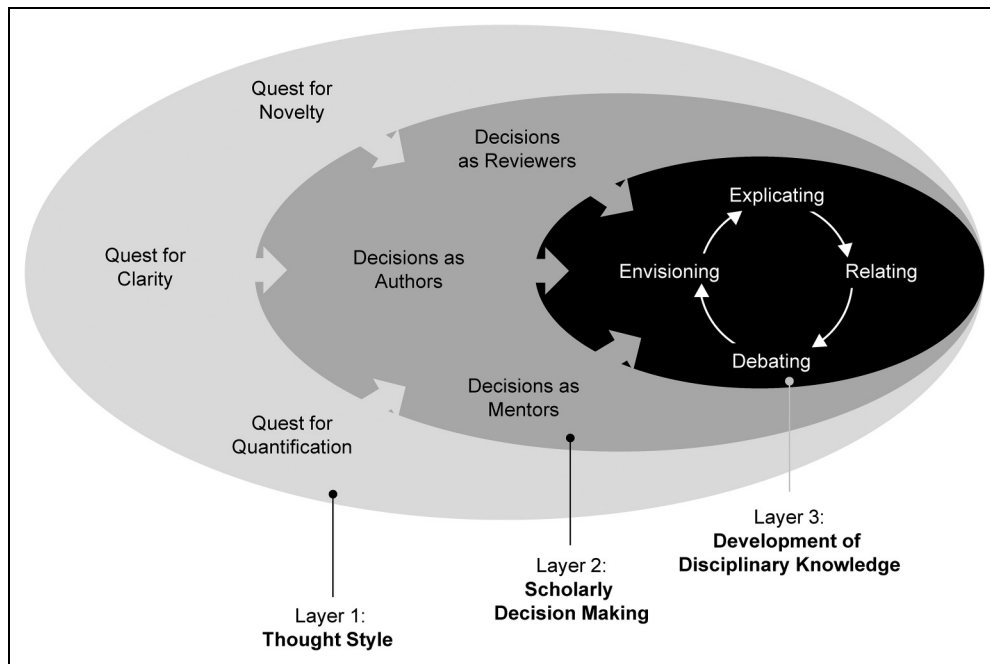 Quest for
Novelty
Decisions
as Reviewers
Explicating
Quest for
Clarity
Decisions as
Authors
Envisioning
Relating
Debating
Decisions as
Mentors
Quest for
Quantification
Layer 3:
Development of
Disciplinary Knowledge
Layer 2:
Scholarly
Decision Making
Layer 1:
Thought Style